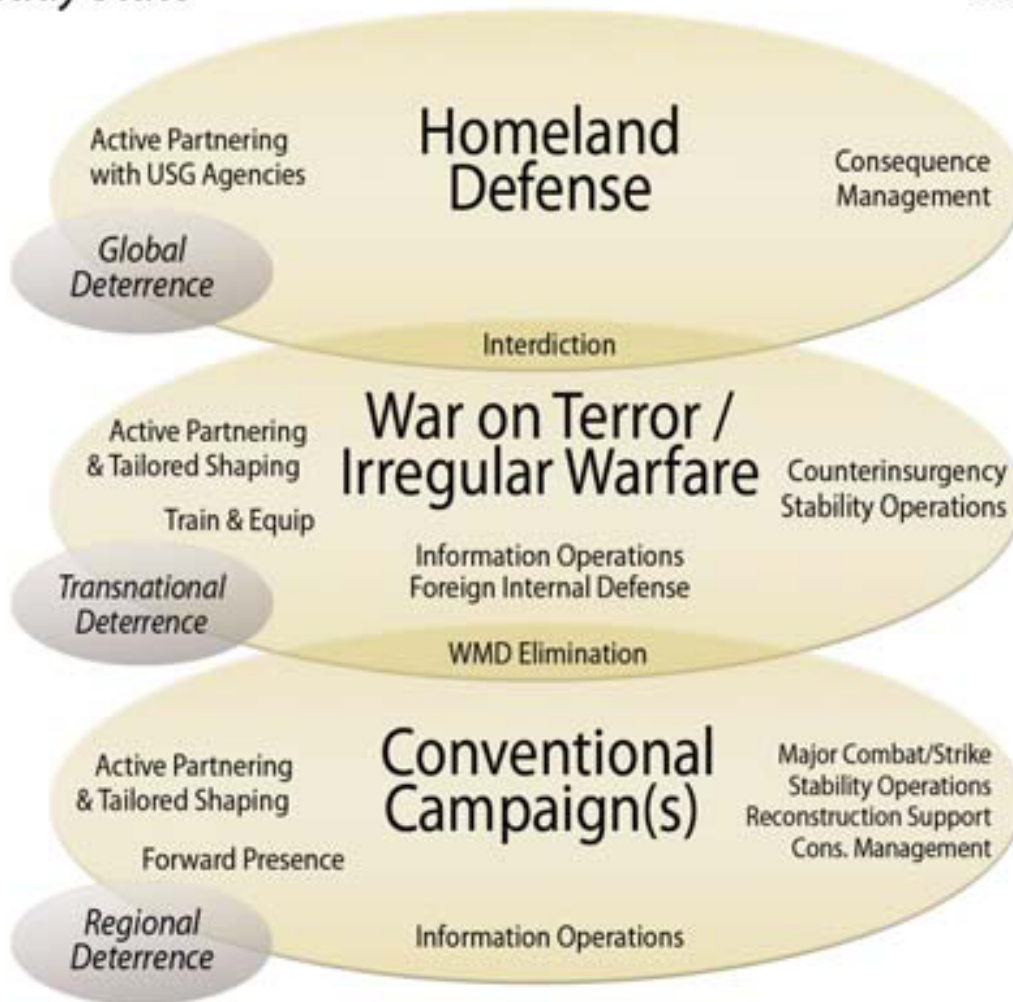 Homeland
Defense
Active Partnering
with USG Agencies
Consequence
Management
Global
Deterrence
Interdiction
War on Terror /
Irregular Warfare
Active Partnering
& Tailored Shaping
Train & Equip
Counterinsurgency
Stability Operations
Information Operations
Foreign Internal Defense
Transnational
Deterrence
WMD Elimination
Conventional
Campaign(s)
Active Partnering
& Tailored Shaping
Forward Presence
Major Combat/Strike
Stability Operations
Reconstruction Support
Cons. Management
Regional
Deterrence
Information Operations